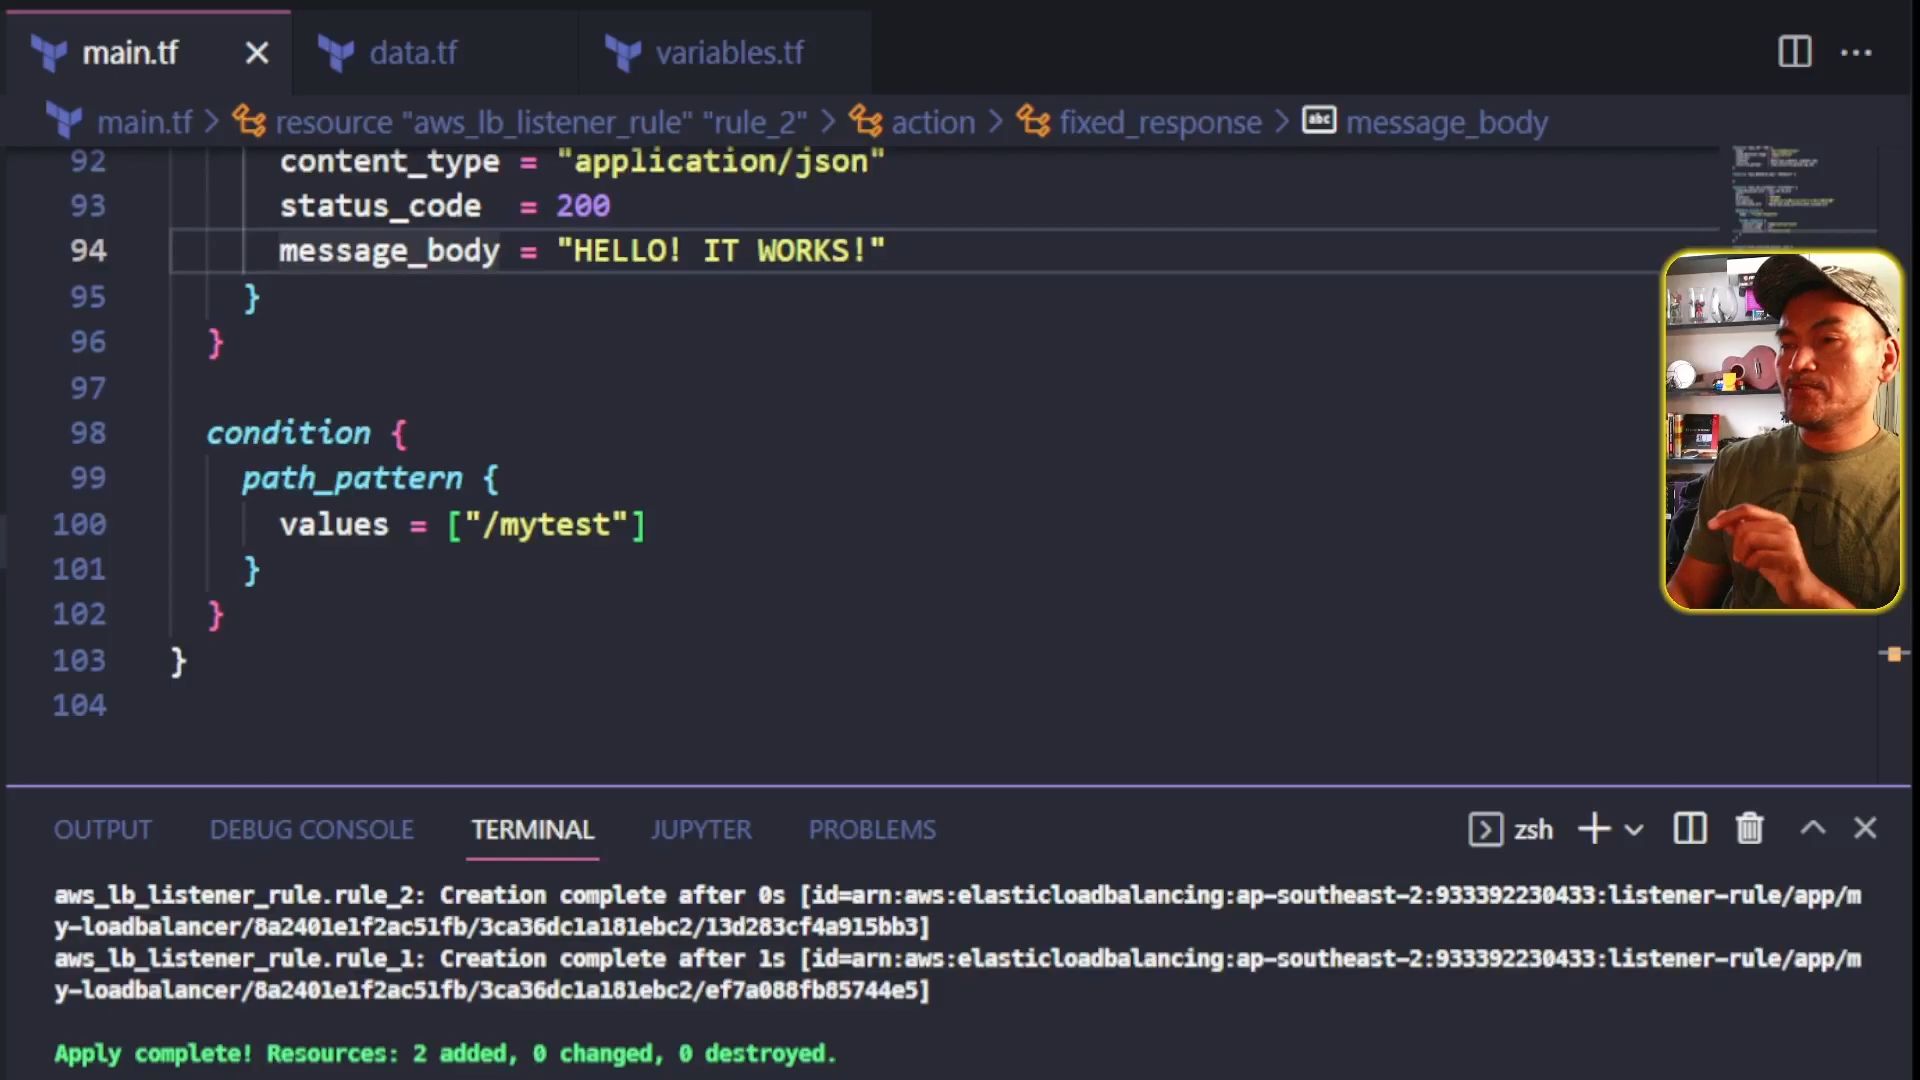 main.tf
data.tf
variables.tf
main.tf > resource "aws_lb_listener_rule" "rule_2" > action > fixed_response > abc message_body
92 content_type = "application/json"
93 status_code = 200
94 message_body = "HELLO! IT WORKS!"
95 }
96 }
97
98 condition {
99 path_pattern {
100 values = ["/mytest"]
101 }
102 }
103 }
104
OUTPUT DEBUG CONSOLE TERMINAL JUPYTER PROBLEMS zsh
aws_lb_listener_rule.rule_2: Creation complete after 0s [id=arn:aws:elasticloadbalancing:ap-southeast-2:933392230433:listener-rule/app/m
y-loadbalancer/8a2401e1f2ac51fb/3ca36dc1a181ebc2/13d283cf4a915bb3]
aws_lb_listener_rule.rule_1: Creation complete after 1s [id=arn:aws:elasticloadbalancing:ap-southeast-2:933392230433:listener-rule/app/m
y-loadbalancer/8a2401e1f2ac51fb/3ca36dc1a181ebc2/ef7a088fb85744e5]
Apply complete! Resources: 2 added, 0 changed, 0 destroyed.